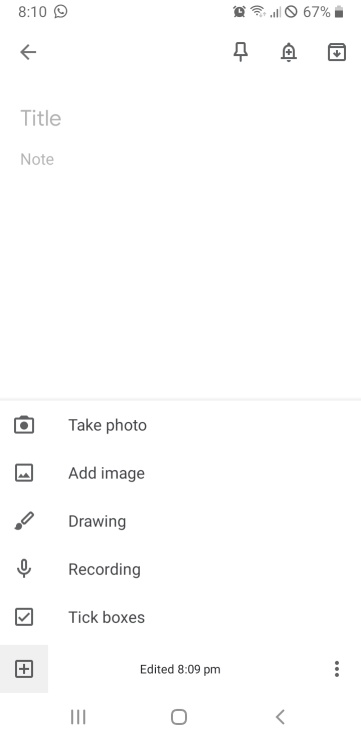 8:10 67%
Title
Note
Take photo
Add image
Drawing
Recording
Tick boxes
Edited 8:09 pm